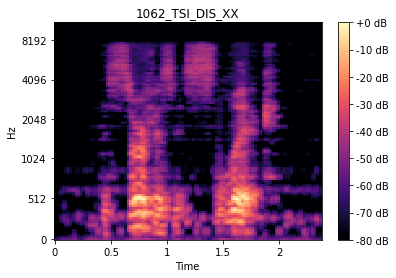 1062_TSI_DIS_XX
+0 dB
8192
-10 dB
4096
-20 dB
-30 dB
2048
Hz
-40 dB
1024
-50 dB
512
-60 dB
-70 dB
0
-80 dB
0 0.5 1 1.5 2
Time